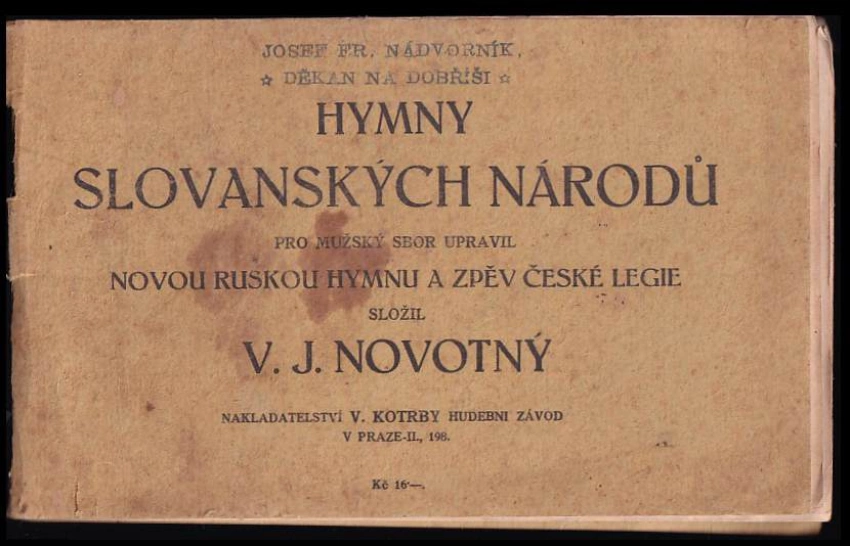 JOSEF FR. NÁDVORNÍK,
☆ DĚKAN NA DOBŘÍŠI ☆
HYMNY
SLOVANSKÝCH NÁRODŮ
PRO MUŽSKÝ SBOR UPRAVIL
NOVOU RUSKOU HYMNU A ZPĚV ČESKÉ LEGIE
SLOŽIL
V. J. NOVOTNÝ
NAKLADATELSTVÍ V. KOTRBY HUDEBNI ZÁVOD
V PRAZE-II., 198.
Kč 16·—.